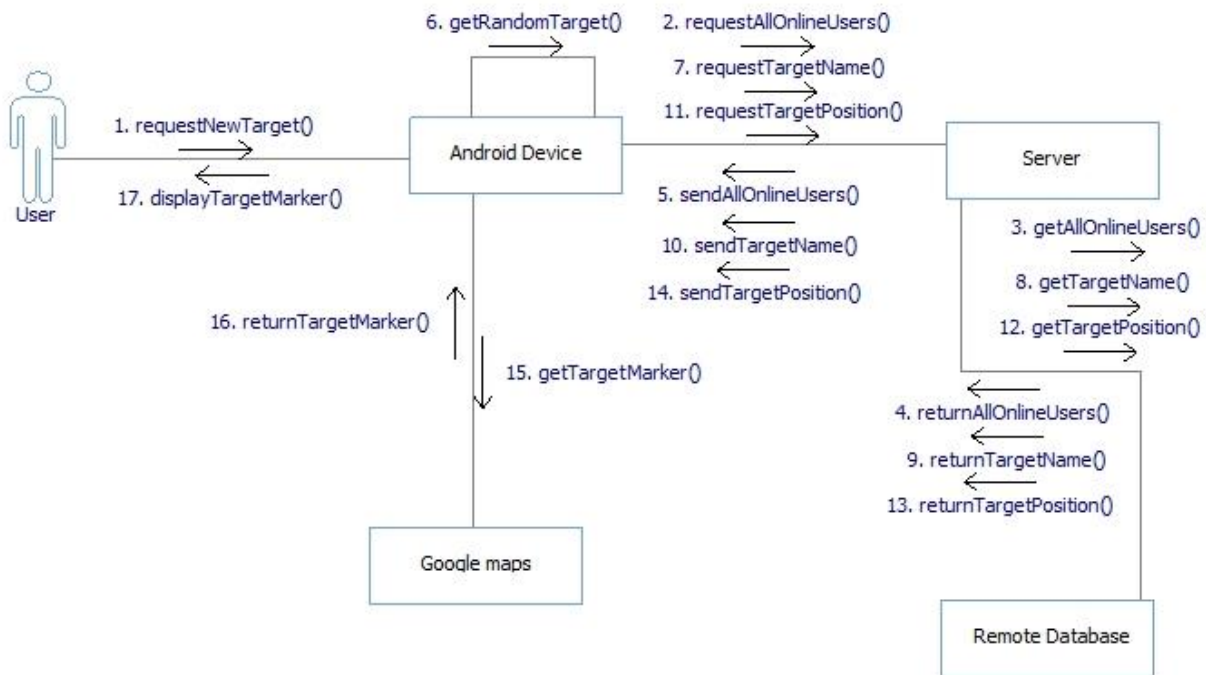 6. getRandomTarget()
2. requestAllOnlineUsers()
7. requestTargetName()
11. requestTargetPosition()
1. requestNewTarget()
Android Device
Server
17. displayTargetMarker()
User
5. sendAllOnlineUsers()
10. sendTargetName()
14. sendTargetPosition()
3. getAllOnlineUsers()
8. getTargetName()
12. getTargetPosition()
16. returnTargetMarker()
15. getTargetMarker()
4. returnAllOnlineUsers()
9. returnTargetName()
13. returnTargetPosition()
Google maps
Remote Database